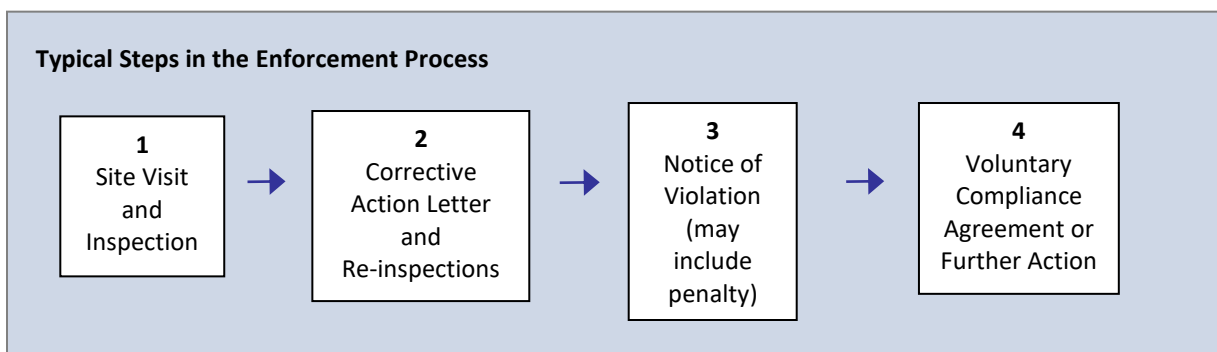 Typical Steps in the Enforcement Process
1
Site Visit
and
Inspection
2
Corrective
Action Letter
and
Re-inspections
3
Notice of
Violation
(may
include
penalty)
4
Voluntary
Compliance
Agreement or
Further Action